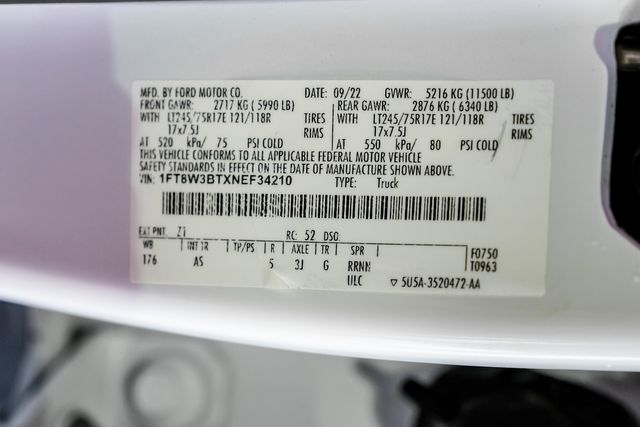 MFD. BY FORD MOTOR CO. DATE: 09/22 GVWR: 5216 KG (11500 LB)
FRONT GAWR: 2717 KG ( 5990 LB) REAR GAWR: 2876 KG ( 6340 LB)
WITH LT245/75R17E 121/118R TIRES WITH LT245/75R17E 121/118R TIRES
17x7.5J RIMS 17x7.5J RIMS
AT 520 kPa/ 75 PSI COLD AT 550 kPa/ 80 PSI COLD
THIS VEHICLE CONFORMS TO ALL APPLICABLE FEDERAL MOTOR VEHICLE
SAFETY STANDARDS IN EFFECT ON THE DATE OF MANUFACTURE SHOWN ABOVE.
VIN: 1FT8W3BTXNEF34210 TYPE: Truck
EXT PNT: Z1 RC: 52 DSO:
WB INT TR TP/PS R AXLE TR SPR F0750
176 AS 5 3J G RRNN T0963
ULC ▽ 5U5A-3520472-AA